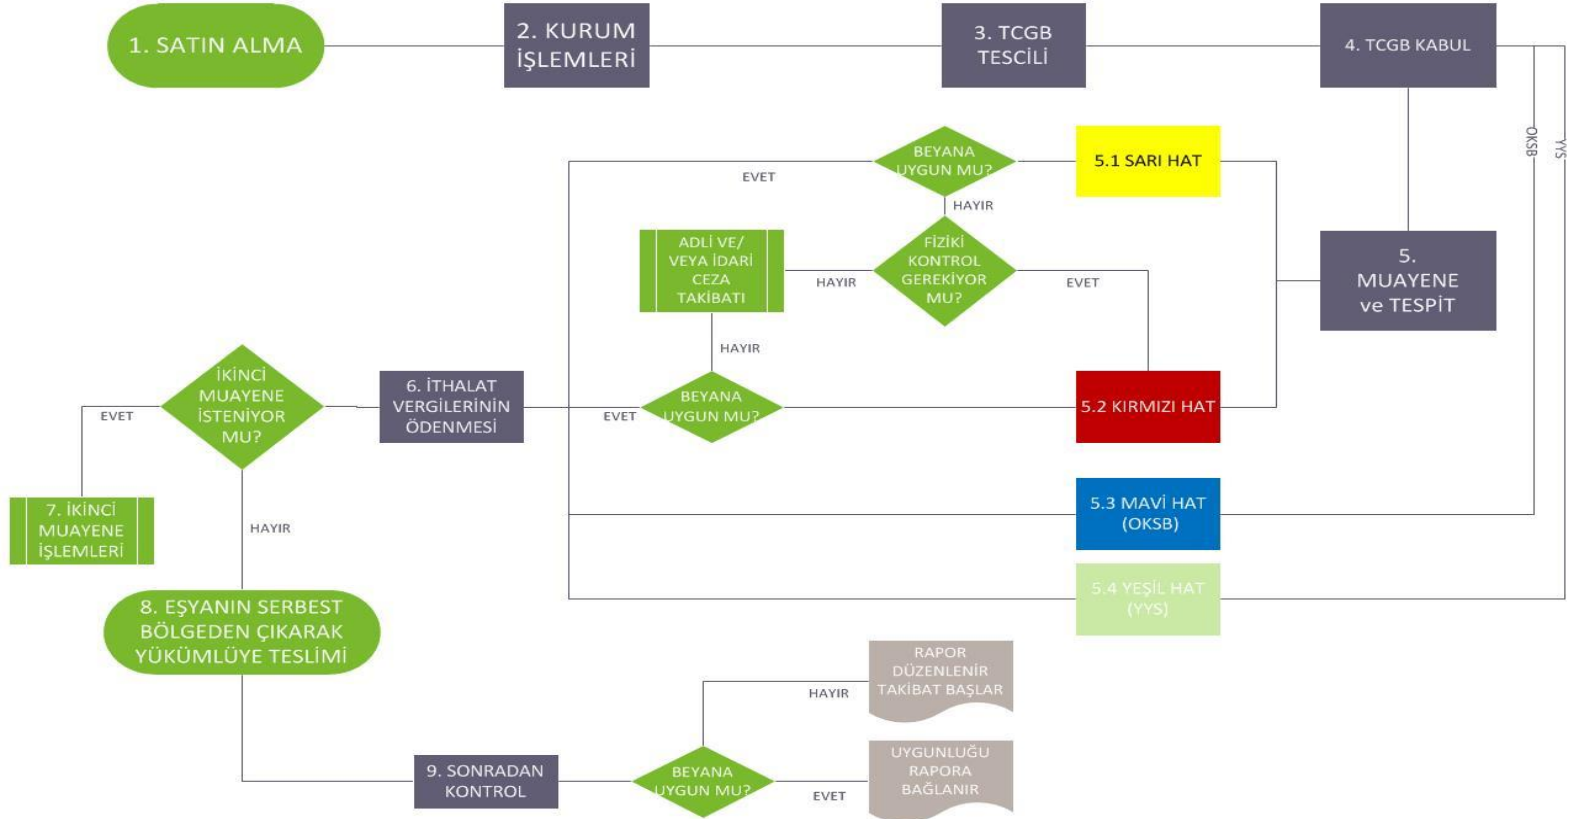 1. SATIN ALMA
2. KURUM
İŞLEMLERİ
3. TCGB
TESCİLİ
4. TCGB KABUL
OKSB
YYS
BEYANA
UYGUN MU?
5.1 SARI HAT
EVET
HAYIR
ADLİ VE/
VEYA İDARİ
CEZA
TAKİBATI
FİZİKİ
KONTROL
GEREKİYOR
MU?
HAYIR
EVET
5.
MUAYENE
ve TESPİT
HAYIR
İKİNCİ
MUAYENE
İSTENİYOR
MU?
EVET
6. İTHALAT
VERGİLERİNİN
ÖDENMESİ
EVET
BEYANA
UYGUN MU?
5.2 KIRMIZI HAT
7. İKİNCİ
MUAYENE
İŞLEMLERİ
HAYIR
5.3 MAVİ HAT
(OKSB)
5.4 YEŞİL HAT
(YYS)
8. EŞYANIN SERBEST
BÖLGEDEN ÇIKARAK
YÜKÜMLÜYE TESLİMİ
RAPOR
DÜZENLENİR
TAKİBAT BAŞLAR
HAYIR
9. SONRADAN
KONTROL
BEYANA
UYGUN MU?
EVET
UYGUNLUĞU
RAPORA
BAĞLANIR